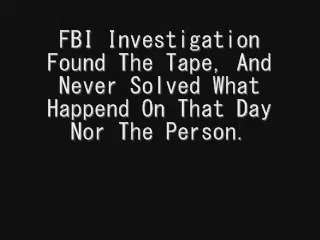 FBI Investigation
Found The Tape, And
Never Solved What
Happend On That Day
Nor The Person.